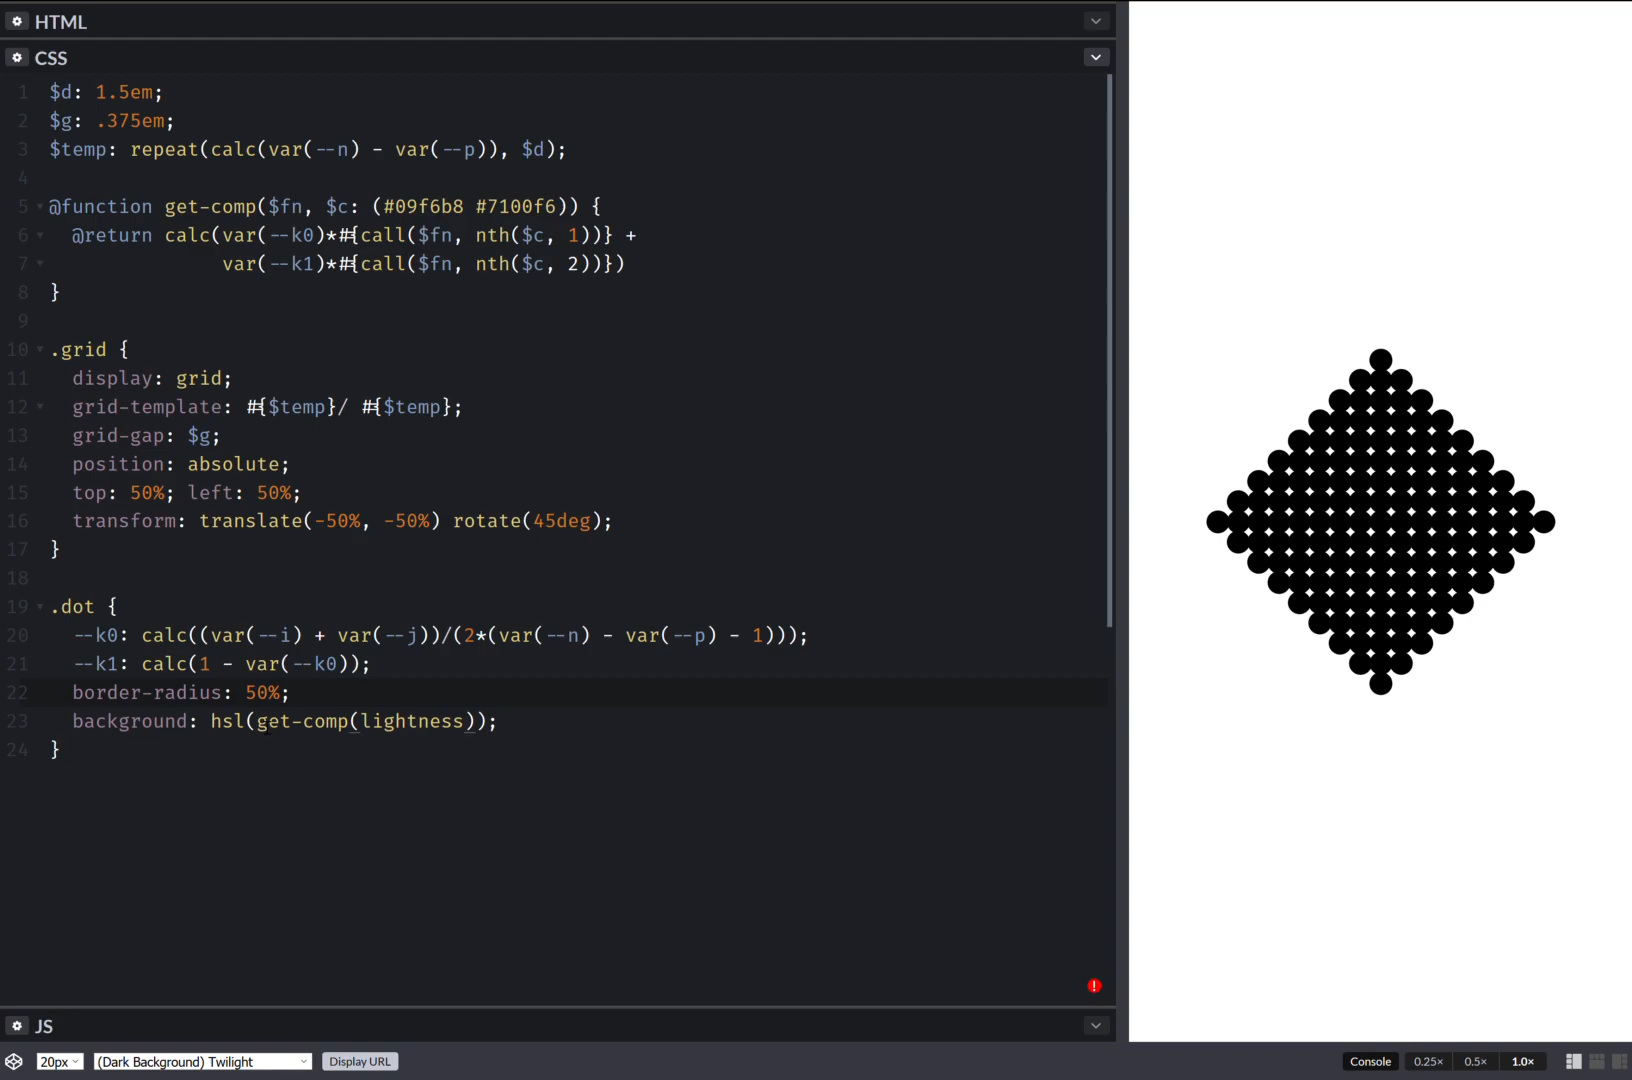 HTML
CSS
1 $d: 1.5em;
2 $g: .375em;
3 $temp: repeat(calc(var(--n) - var(--p)), $d);
4
5 @function get-comp($fn, $c: (#09f6b8 #7100f6)) {
6 @return calc(var(--k0)*#{call($fn, nth($c, 1))} +
7 var(--k1)*#{call($fn, nth($c, 2))})
8 }
9
10 .grid {
11 display: grid;
12 grid-template: #{$temp}/ #{$temp};
13 grid-gap: $g;
14 position: absolute;
15 top: 50%; left: 50%;
16 transform: translate(-50%, -50%) rotate(45deg);
17 }
18
19 .dot {
20 --k0: calc((var(--i) + var(--j))/(2*(var(--n) - var(--p) - 1)));
21 --k1: calc(1 - var(--k0));
22 border-radius: 50%;
23 background: hsl(get-comp(lightness));
24 }
!
JS
20px (Dark Background) Twilight Display URL Console 0.25× 0.5× 1.0×